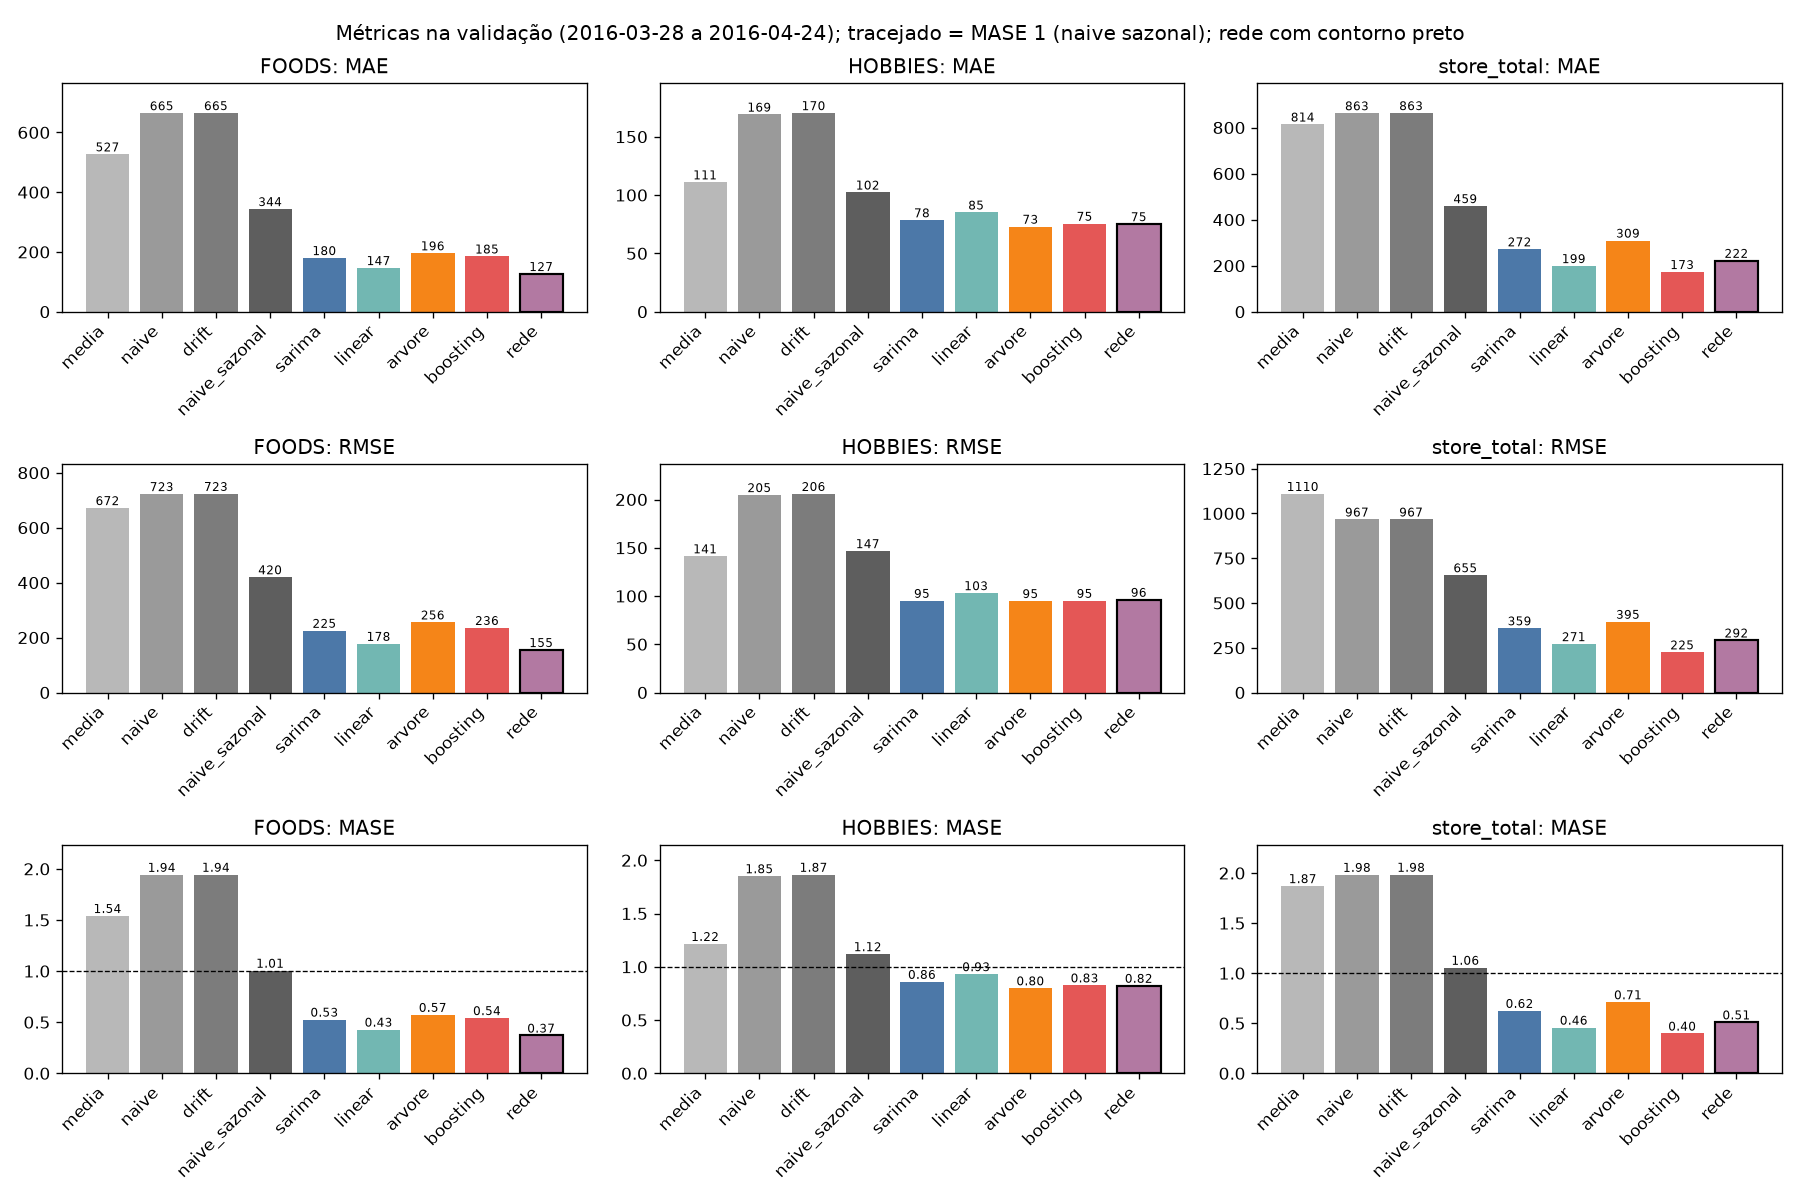 Métricas na validação (2016-03-28 a 2016-04-24); tracejado = MASE 1 (naive sazonal); rede com contorno preto
FOODS: MAE
600
400
200
0
527
665
665
344
180
147
196
185
127
media
naive
drift
naive_sazonal
sarima
linear
arvore
boosting
rede
HOBBIES: MAE
150
100
50
0
111
169
170
102
78
85
73
75
75
media
naive
drift
naive_sazonal
sarima
linear
arvore
boosting
rede
store_total: MAE
800
600
400
200
0
814
863
863
459
272
199
309
173
222
media
naive
drift
naive_sazonal
sarima
linear
arvore
boosting
rede
FOODS: RMSE
800
600
400
200
0
672
723
723
420
225
178
256
236
155
media
naive
drift
naive_sazonal
sarima
linear
arvore
boosting
rede
HOBBIES: RMSE
200
150
100
50
0
141
205
206
147
95
103
95
95
96
media
naive
drift
naive_sazonal
sarima
linear
arvore
boosting
rede
store_total: RMSE
1250
1000
750
500
250
0
1110
967
967
655
359
271
395
225
292
media
naive
drift
naive_sazonal
sarima
linear
arvore
boosting
rede
FOODS: MASE
2.0
1.5
1.0
0.5
0.0
1.54
1.94
1.94
1.01
0.53
0.43
0.57
0.54
0.37
media
naive
drift
naive_sazonal
sarima
linear
arvore
boosting
rede
HOBBIES: MASE
2.0
1.5
1.0
0.5
0.0
1.22
1.85
1.87
1.12
0.86
0.93
0.80
0.83
0.82
media
naive
drift
naive_sazonal
sarima
linear
arvore
boosting
rede
store_total: MASE
2.0
1.5
1.0
0.5
0.0
1.87
1.98
1.98
1.06
0.62
0.46
0.71
0.40
0.51
media
naive
drift
naive_sazonal
sarima
linear
arvore
boosting
rede